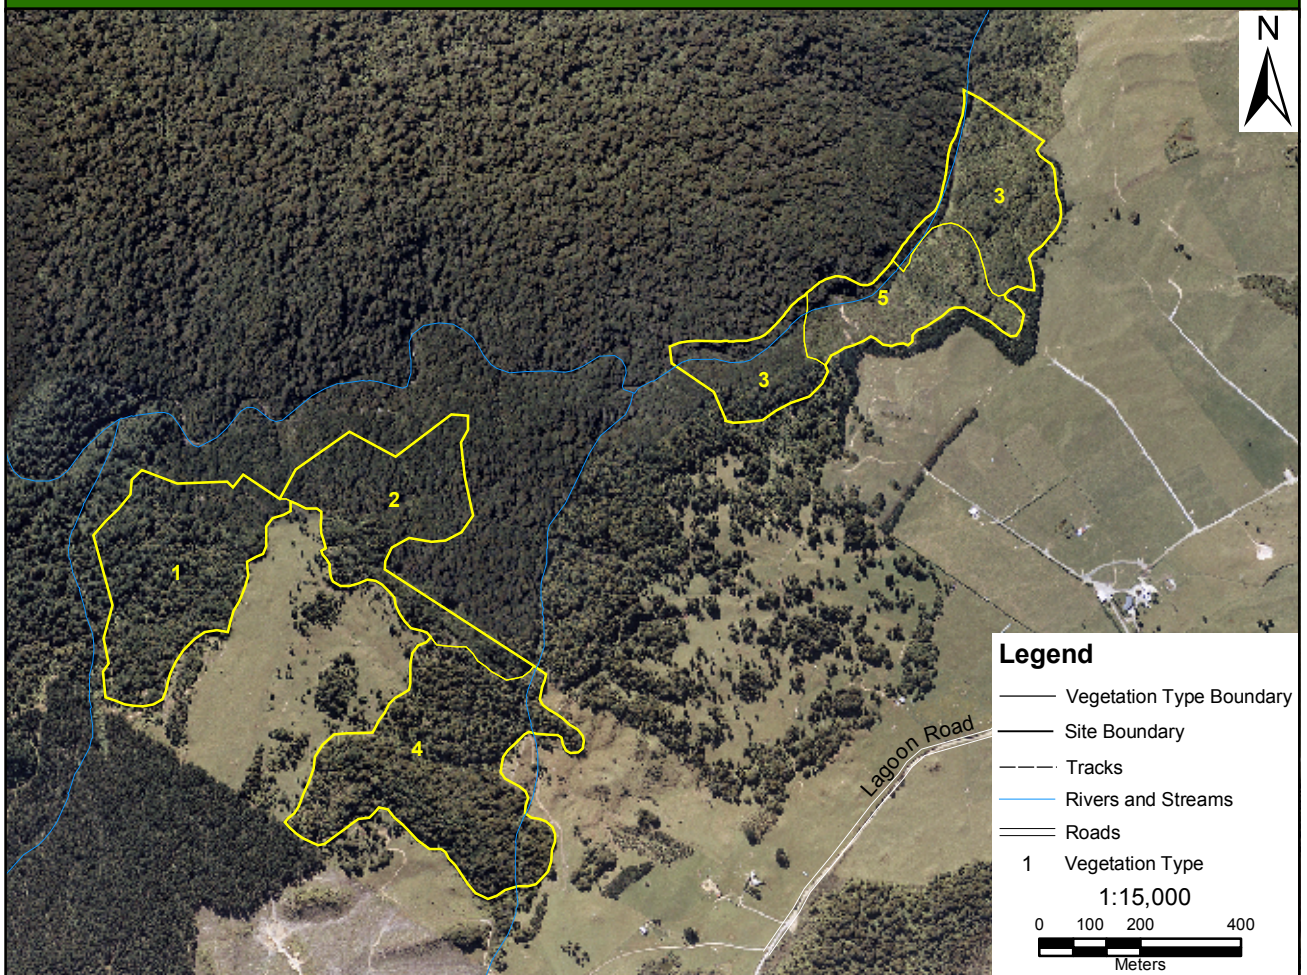 N
3
5
3
2
1
4
Lagoon Road
Legend
Vegetation Type Boundary
Site Boundary
Tracks
Rivers and Streams
Roads
1 Vegetation Type
1:15,000
0 100 200 400
Meters